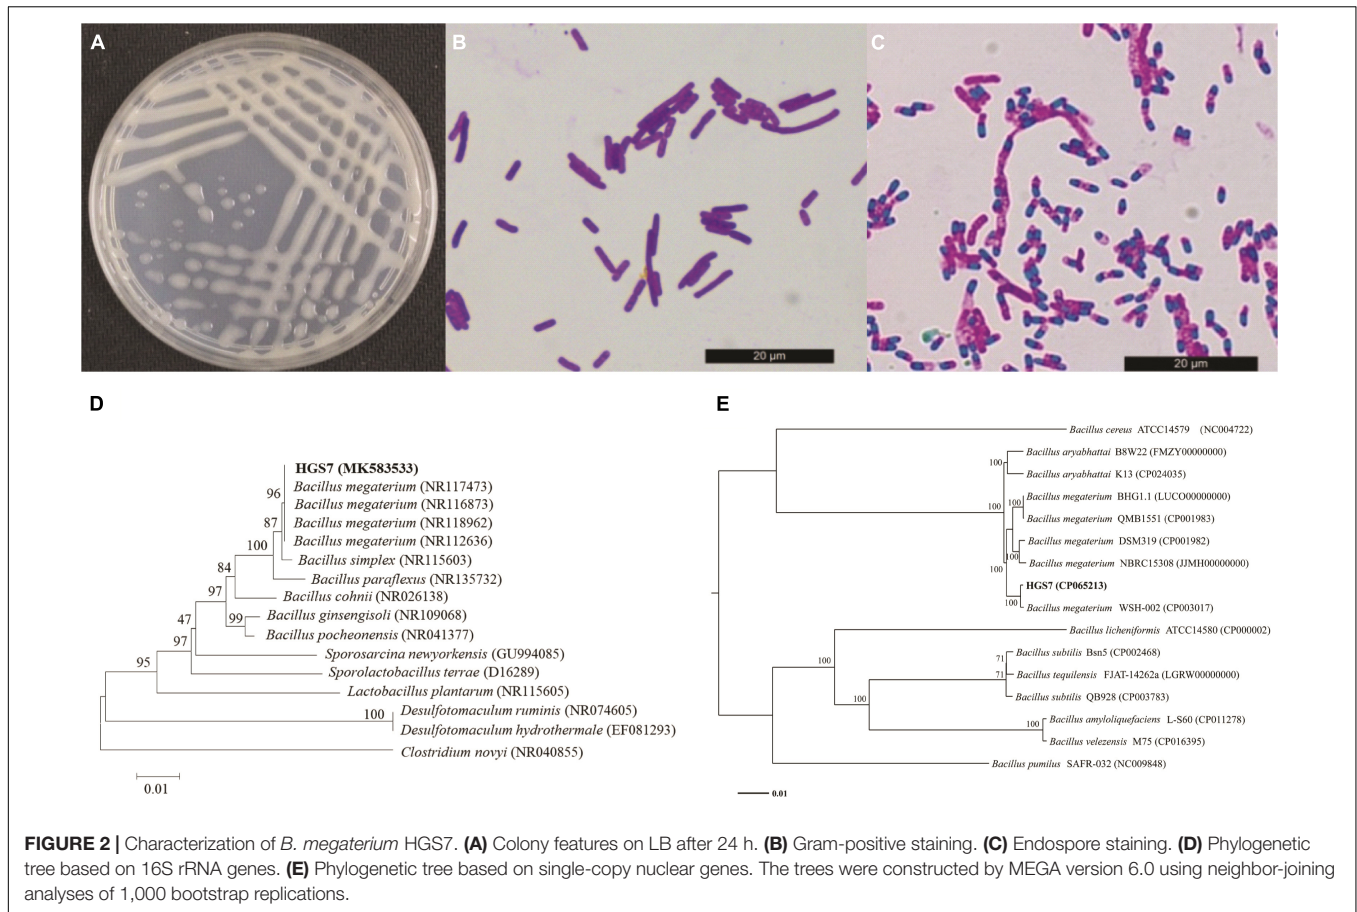 A
B
C
20 µm
20 µm
D
E
HGS7 (MK583533)
Bacillus megaterium (NR117473)
Bacillus megaterium (NR116873)
Bacillus megaterium (NR118962)
Bacillus megaterium (NR112636)
Bacillus simplex (NR115603)
Bacillus paraflexus (NR135732)
Bacillus cohnii (NR026138)
Bacillus ginsengisoli (NR109068)
Bacillus pocheonensis (NR041377)
Sporosarcina newyorkensis (GU994085)
Sporolactobacillus terrae (D16289)
Lactobacillus plantarum (NR115605)
Desulfotomaculum ruminis (NR074605)
Desulfotomaculum hydrothermale (EF081293)
Clostridium novyi (NR040855)
96
87
100
84
97
99
47
97
95
100
0.01
Bacillus cereus ATCC14579 (NC004722)
Bacillus aryabhattai B8W22 (FMZY00000000)
Bacillus aryabhattai K13 (CP024035)
Bacillus megaterium BHG1.1 (LUCO00000000)
Bacillus megaterium QMB1551 (CP001983)
Bacillus megaterium DSM319 (CP001982)
Bacillus megaterium NBRC15308 (JJMH00000000)
HGS7 (CP065213)
Bacillus megaterium WSH-002 (CP003017)
Bacillus licheniformis ATCC14580 (CP000002)
Bacillus subtilis Bsn5 (CP002468)
Bacillus tequilensis FJAT-14262a (LGRW00000000)
Bacillus subtilis QB928 (CP003783)
Bacillus amyloliquefaciens L-S60 (CP011278)
Bacillus velezensis M75 (CP016395)
Bacillus pumilus SAFR-032 (NC009848)
100
100
100
100
100
100
100
71
71
100
100
0.01
FIGURE 2 | Characterization of B. megaterium HGS7. (A) Colony features on LB after 24 h. (B) Gram-positive staining. (C) Endospore staining. (D) Phylogenetic
tree based on 16S rRNA genes. (E) Phylogenetic tree based on single-copy nuclear genes. The trees were constructed by MEGA version 6.0 using neighbor-joining
analyses of 1,000 bootstrap replications.